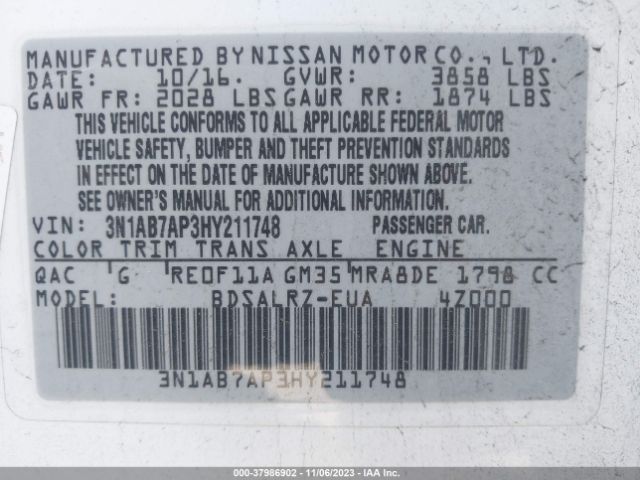 MANUFACTURED BY NISSAN MOTOR CO., LTD.
DATE: 10/16. GVWR: 3858 LBS
GAWR FR: 2028 LBS GAWR RR: 1874 LBS
THIS VEHICLE CONFORMS TO ALL APPLICABLE FEDERAL MOTOR
VEHICLE SAFETY, BUMPER AND THEFT PREVENTION STANDARDS
IN EFFECT ON THE DATE OF MANUFACTURE SHOWN ABOVE.
SEE OWNER'S MANUAL FOR ADDITIONAL INFORMATION.
VIN: 3N1AB7AP3HY211748 PASSENGER CAR.
COLOR TRIM TRANS AXLE ENGINE
QAC G RE0F11A GM35 MRA8DE 1798 CC
MODEL: BDSALRZ-EUA 4Z000
3N1AB7AP3HY211748
000-37986902 - 11/06/2023 - IAA Inc.